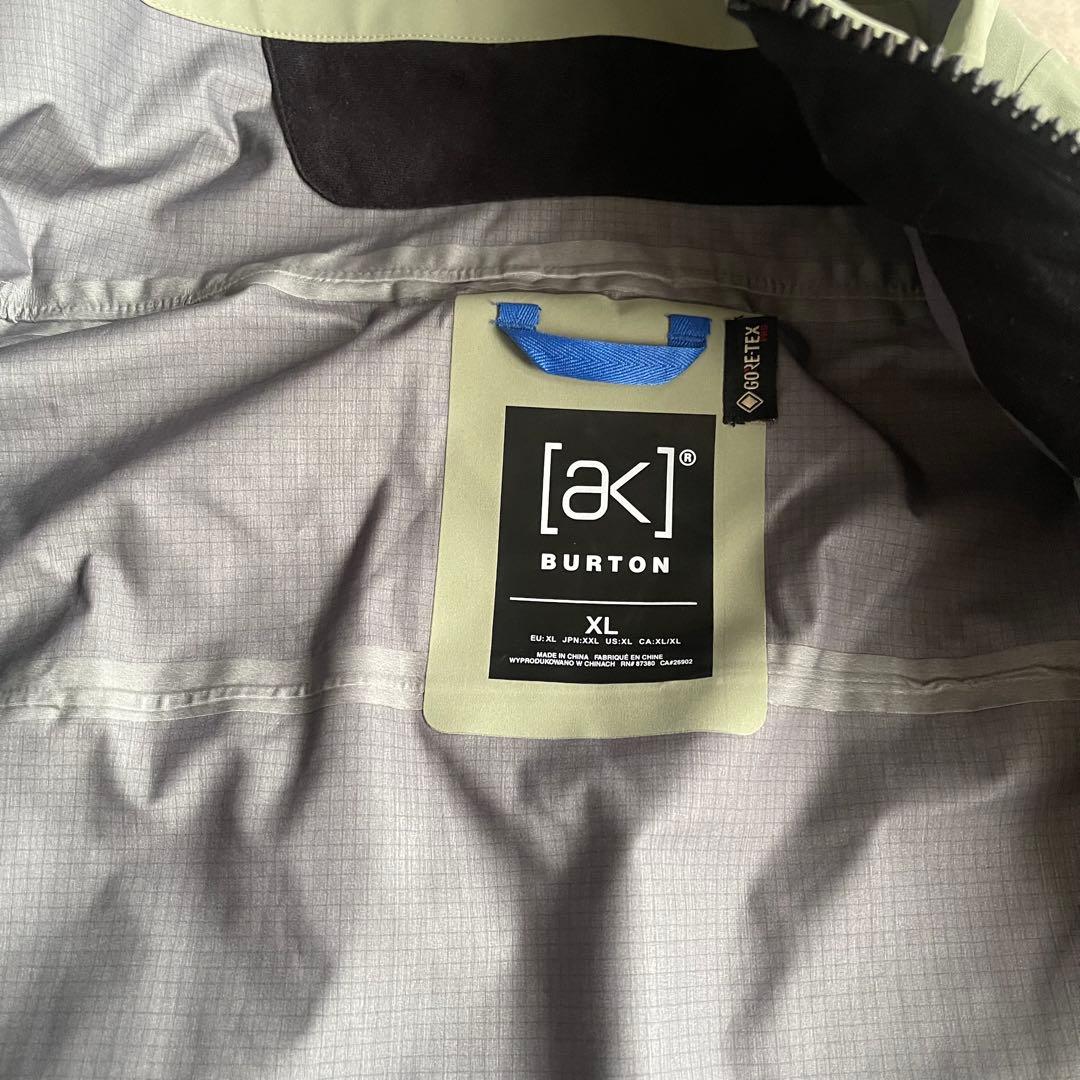 GORE-TEX
PRO
[ak]®
BURTON
XL
EU: XL JPN:XXL US:XL CA:XL/XL
MADE IN CHINA FABRIQUÉ EN CHINE
WYPRODUKOWANO W CHINACH RN# 87380 CA#26902